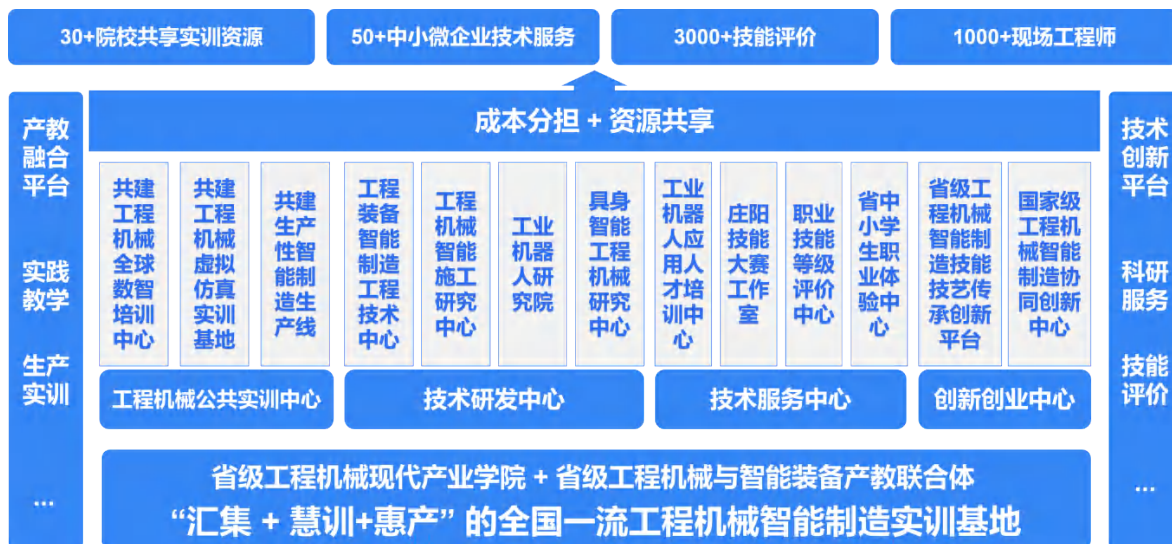 30+院校共享实训资源
50+中小微企业技术服务
3000+技能评价
1000+现场工程师
成本分担 + 资源共享
产教
融合
平台
实践
教学
生产
实训
...
共建
工程
机械
全球
数智
培训
中心
共建
工程
机械
虚拟
仿真
实训
基地
共建
生产
性智
能制
造生
产线
工程
装备
智能
制造
工程
技术
中心
工程
机械
智能
施工
研究
中心
工业
机器
人研
究院
具身
智能
工程
机械
研究
中心
工业
机器
人应
用人
才培
训中
心
庄阳
技能
大赛
工作
室
职业
技能
等级
评价
中心
省中
小学
生职
业体
验中
心
省级工
程机械
智能制
造技能
技艺传
承创新
平台
国家级
工程机
械智能
制造协
同创新
中心
工程机械公共实训中心
技术研发中心
技术服务中心
创新创业中心
技术
创新
平台
科研
服务
技能
评价
...
省级工程机械现代产业学院 + 省级工程机械与智能装备产教联合体
“汇集 + 慧训+惠产” 的全国一流工程机械智能制造实训基地